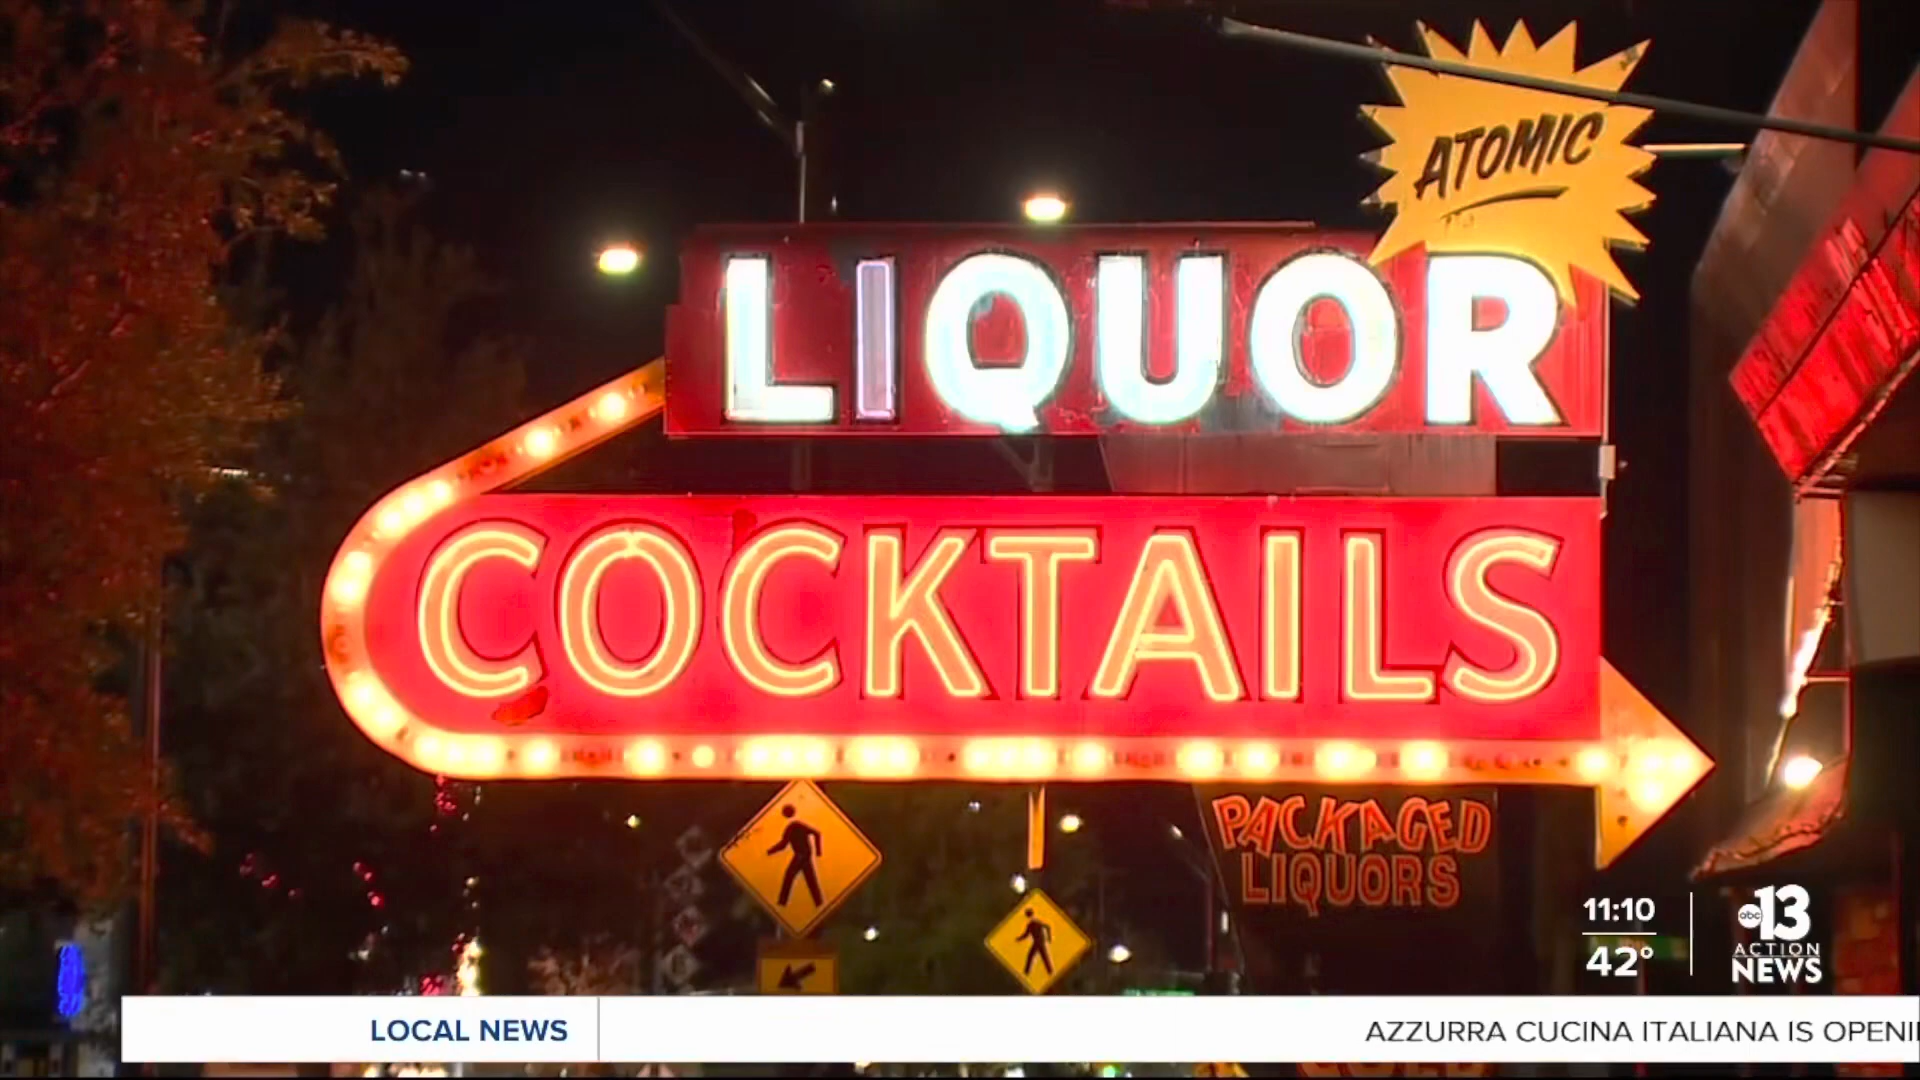 ATOMIC
LIQUOR
COCKTAILS
PACKAGED
LIQUORS
11:10
42°
abc 13
ACTION
NEWS
LOCAL NEWS
AZZURRA CUCINA ITALIANA IS OPENI
COLD